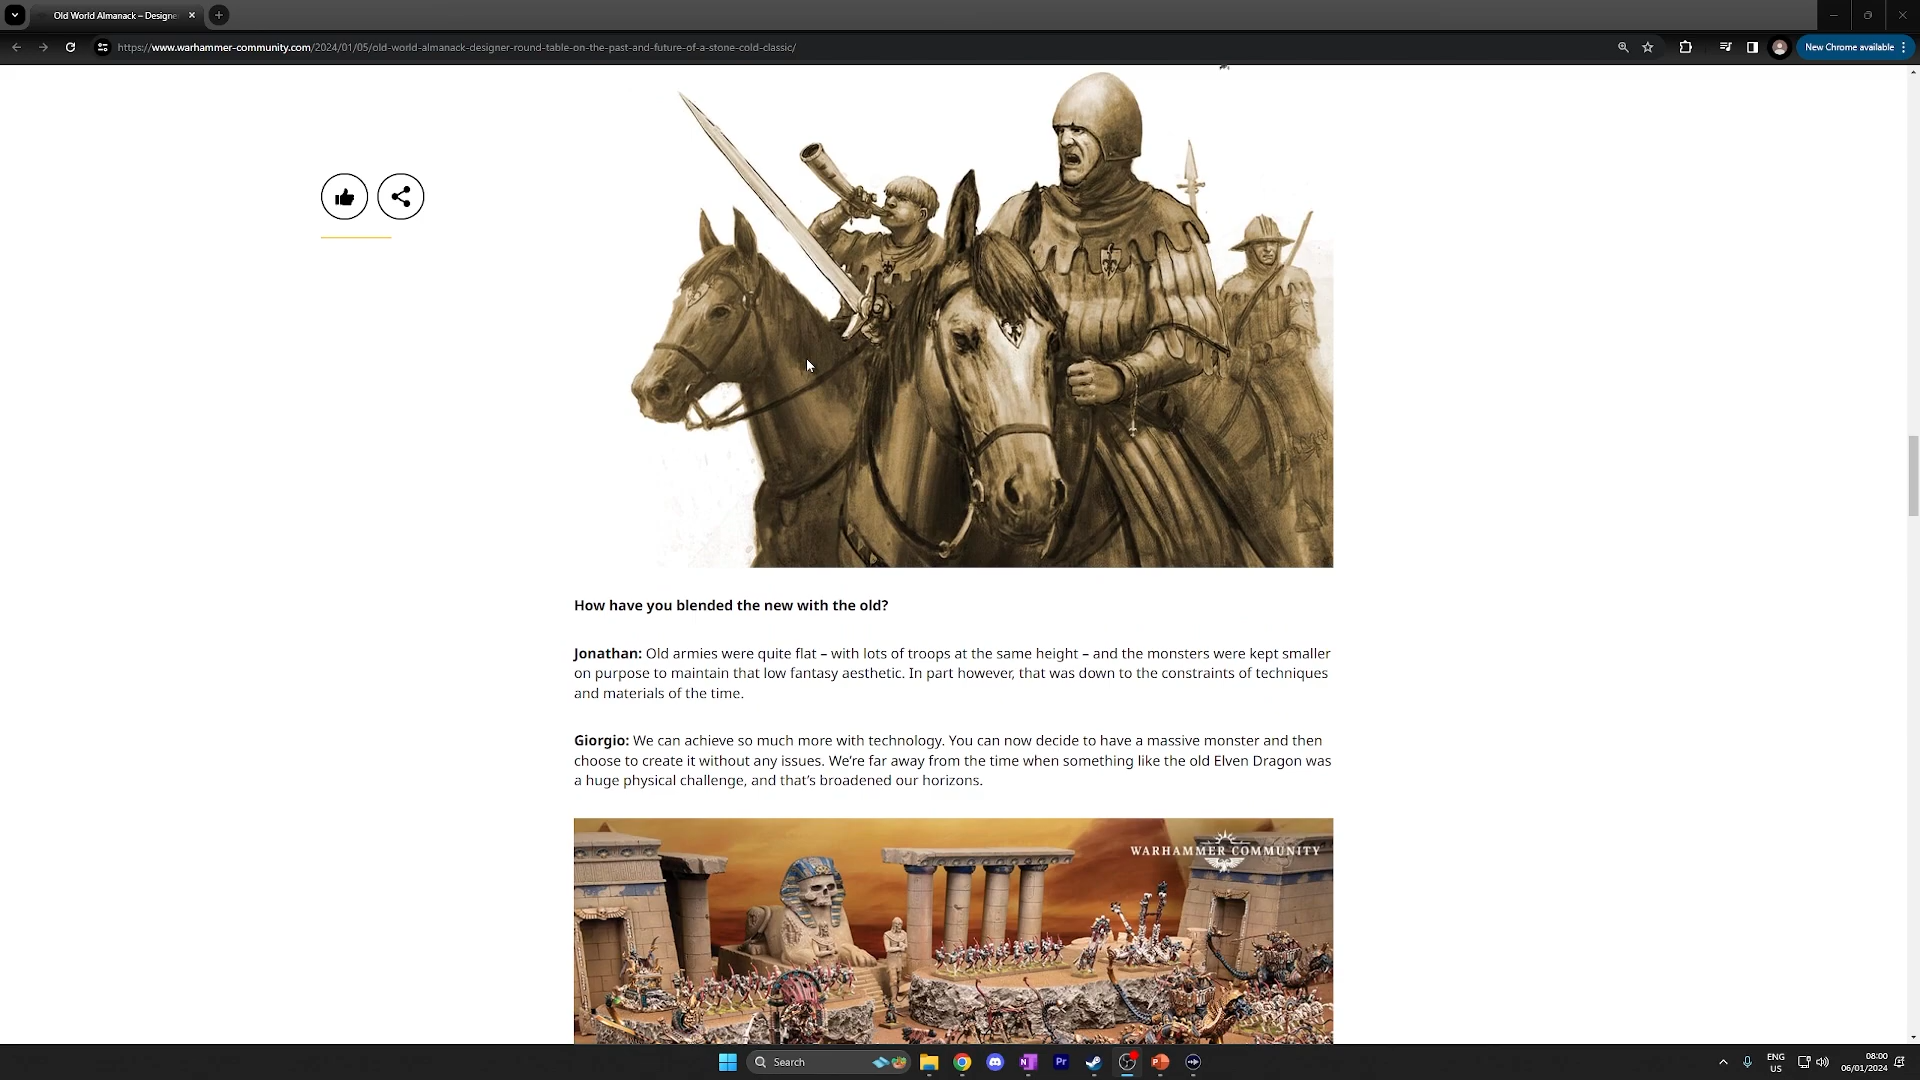 Old World Almanack – Designe
https://www.warhammer-community.com/2024/01/05/old-world-almanack-designer-round-table-on-the-past-and-future-of-a-stone-cold-classic/
New Chrome available
How have you blended the new with the old?
Jonathan: Old armies were quite flat – with lots of troops at the same height – and the monsters were kept smaller
on purpose to maintain that low fantasy aesthetic. In part however, that was down to the constraints of techniques
and materials of the time.
Giorgio: We can achieve so much more with technology. You can now decide to have a massive monster and then
choose to create it without any issues. We’re far away from the time when something like the old Elven Dragon was
a huge physical challenge, and that’s broadened our horizons.
WARHAMMER COMMUNITY
Search
N
Pr
P
ENG
US
08:00
06/01/2024